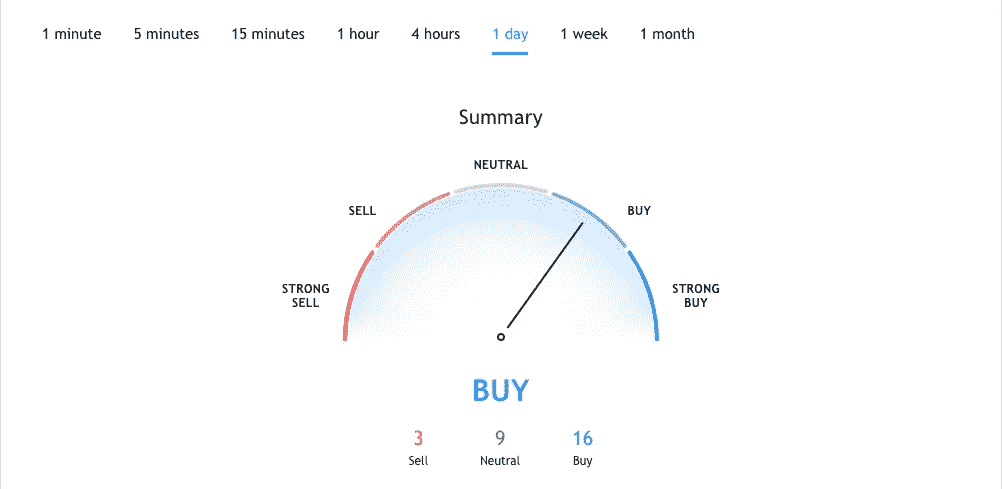 1 minute 5 minutes 15 minutes 1 hour 4 hours 1 day 1 week 1 month
Summary
NEUTRAL
SELL BUY
STRONG SELL STRONG BUY
BUY
3 9 16
Sell Neutral Buy